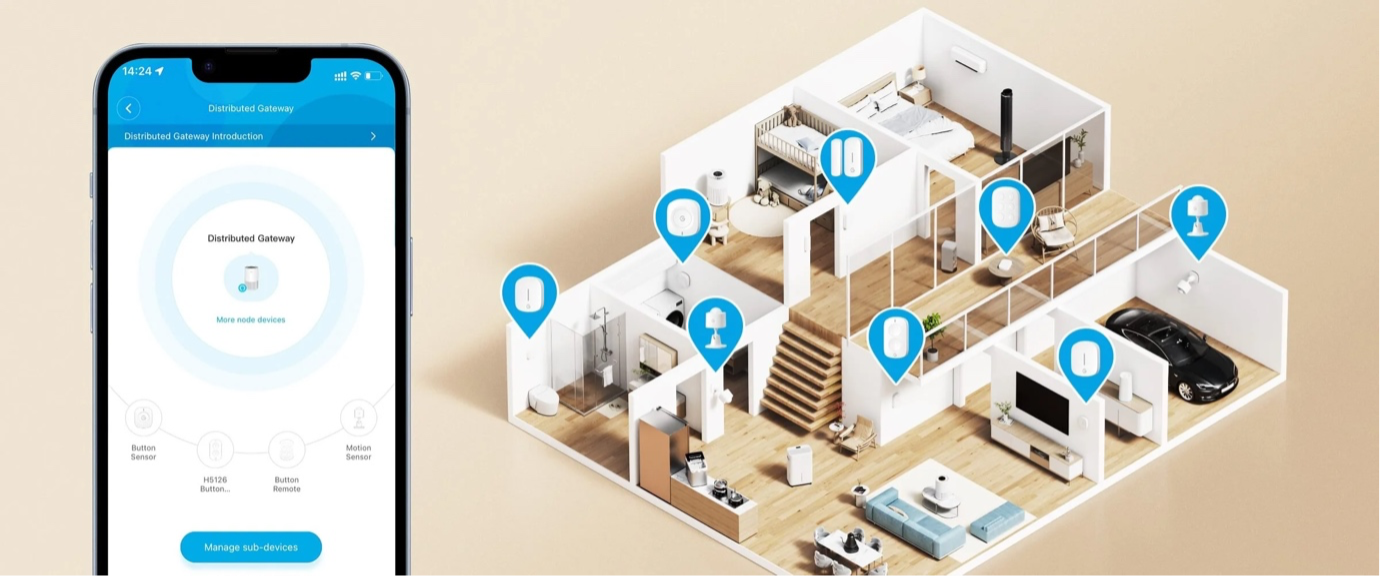 14:24
Distributed Gateway
Distributed Gateway Introduction
Distributed Gateway
More node devices
Button
Sensor
H5126
Button...
Button
Remote
Motion
Sensor
Manage sub-devices